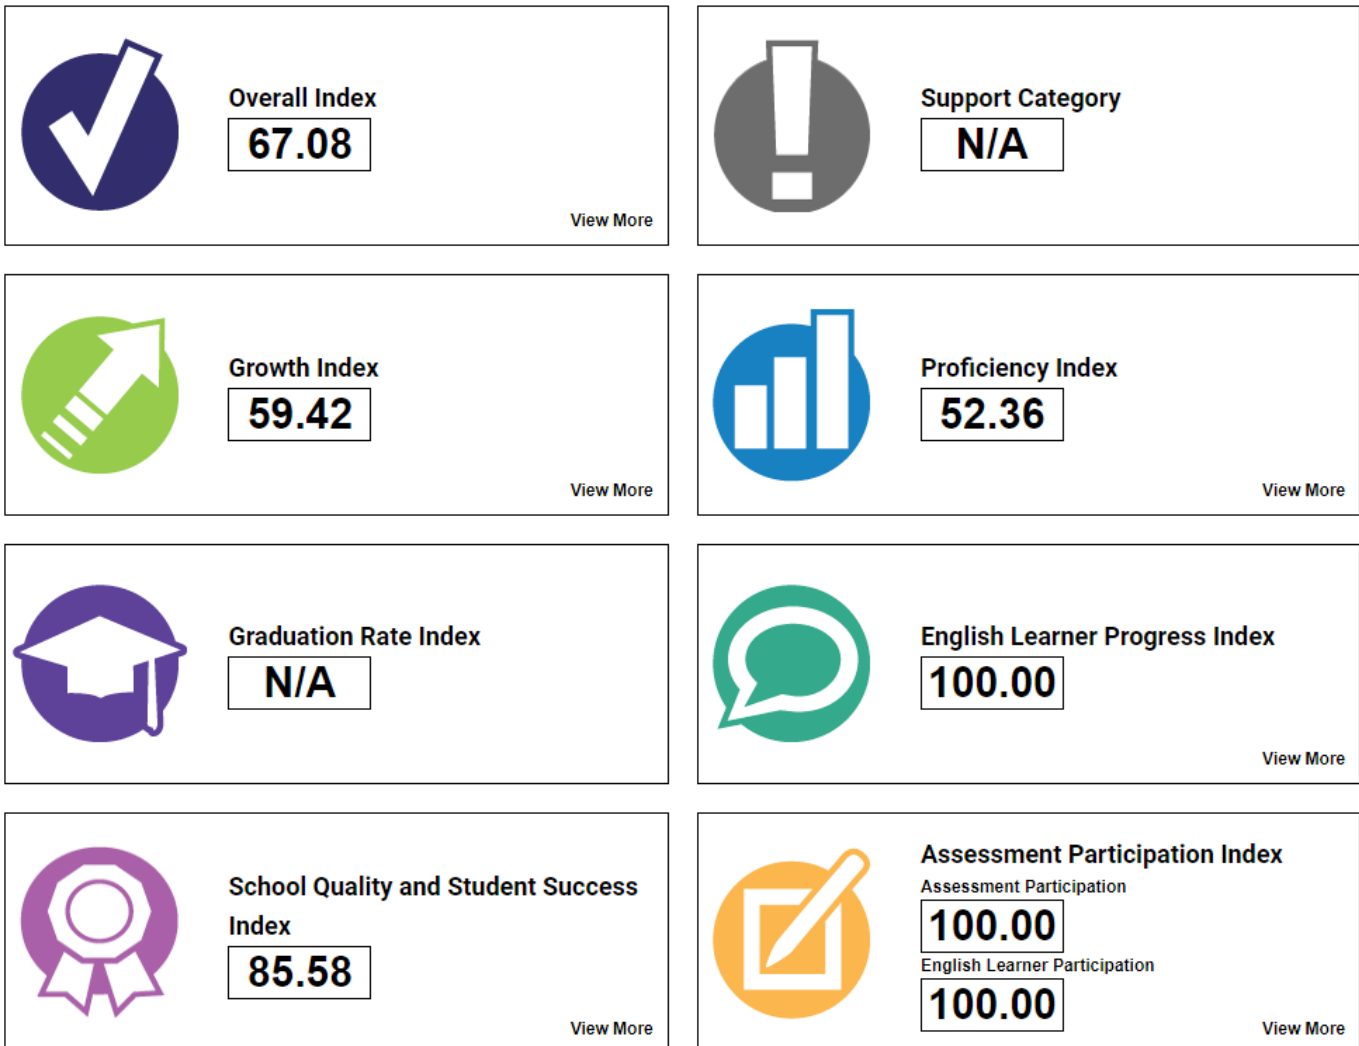 Overall Index
67.08
View More
Support Category
N/A
Growth Index
59.42
View More
Proficiency Index
52.36
View More
Graduation Rate Index
N/A
English Learner Progress Index
100.00
View More
School Quality and Student Success
Index
85.58
View More
Assessment Participation Index
Assessment Participation
100.00
English Learner Participation
100.00
View More